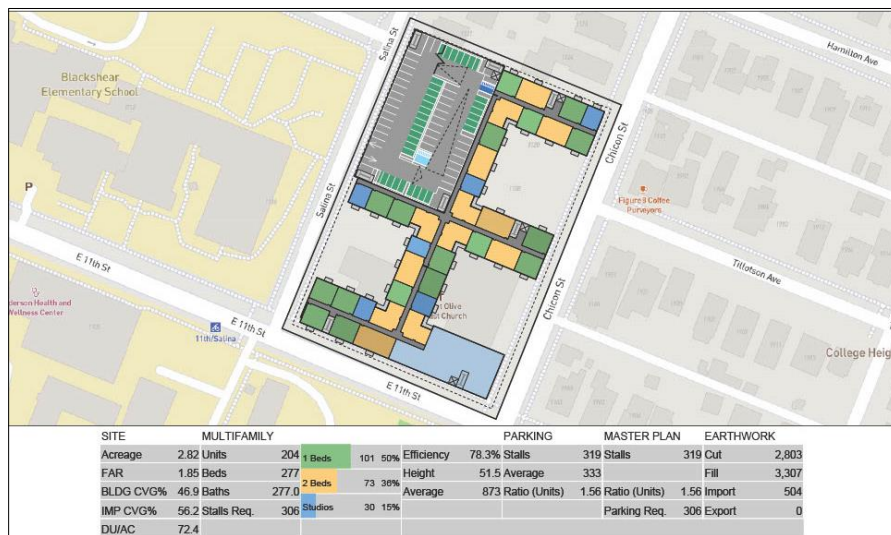 Salina St
Hamilton Ave
Blackshear
Elementary School
Chicon St
P
Salina St
Figure 8 Coffee
Purveyors
E 11th St
Tillotson Ave
derson Health and
Wellness Center
Chicon St
t Olive
st Church
11th/Salina
E 11th St
College Heig
E 11th St
SITE MULTIFAMILY PARKING MASTER PLAN EARTHWORK
Acreage 2.82 Units 204 1 Beds 101 50% Efficiency 78.3% Stalls 319 Stalls 319 Cut 2,803
FAR 1.85 Beds 277 2 Beds 73 36% Height 51.5 Average 333 Fill 3,307
BLDG CVG% 46.9 Baths 277.0 Average 873 Ratio (Units) 1.56 Ratio (Units) 1.56 Import 504
IMP CVG% 56.2 Stalls Req. 306 Studios 30 15% Parking Req. 306 Export 0
DU/AC 72.4